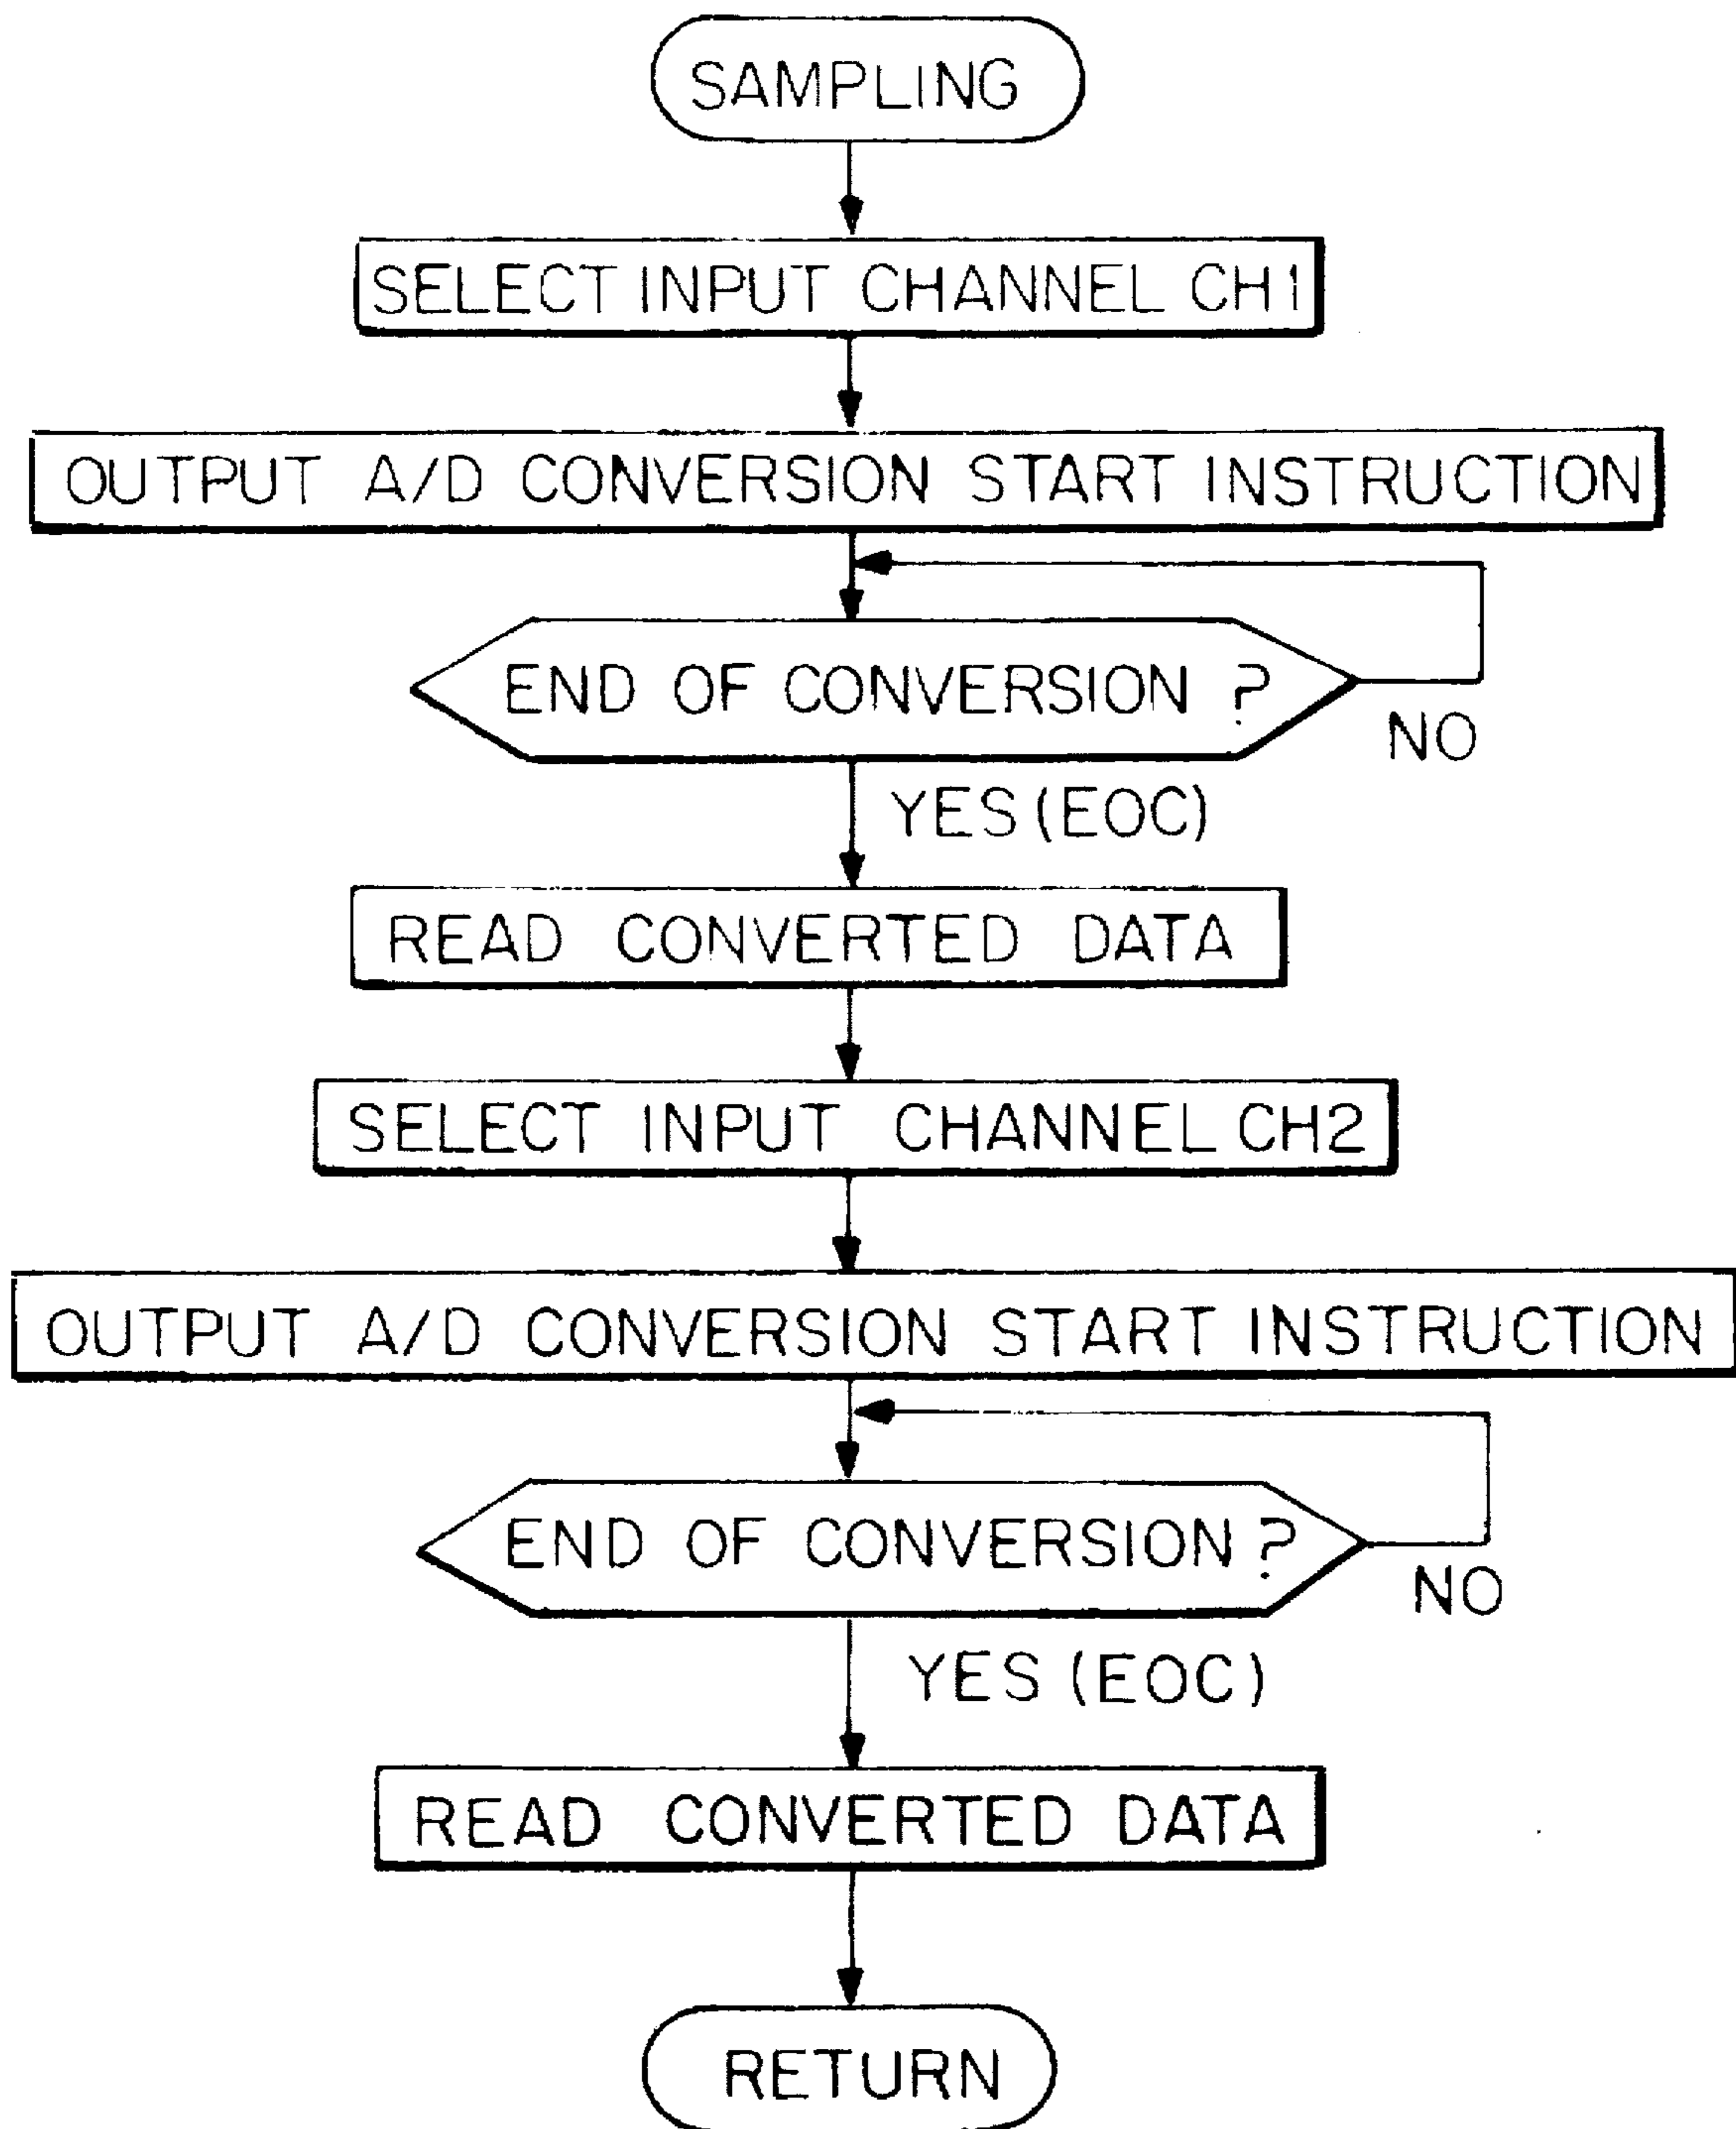 SAMPLING
SELECT INPUT CHANNEL CH1
OUTPUT A/D CONVERSION START INSTRUCTION
END OF CONVERSION ?
NO
YES (EOC)
READ CONVERTED DATA
SELECT INPUT CHANNEL CH2
OUTPUT A/D CONVERSION START INSTRUCTION
END OF CONVERSION ?
NO
YES (EOC)
READ CONVERTED DATA
RETURN